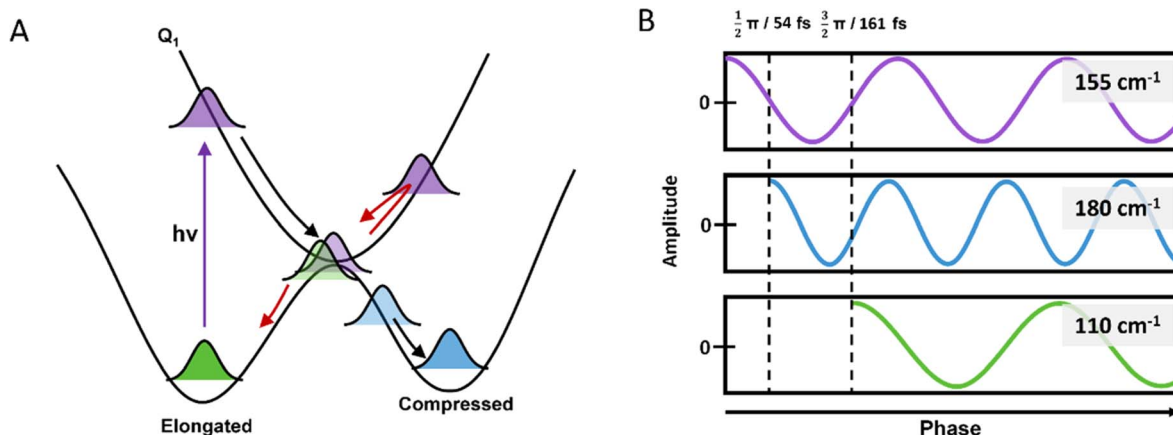 A
Q₁
hv
Elongated
Compressed
B
½ π / 54 fs 3/2 π / 161 fs
0
155 cm⁻¹
0
180 cm⁻¹
0
110 cm⁻¹
Amplitude
Phase